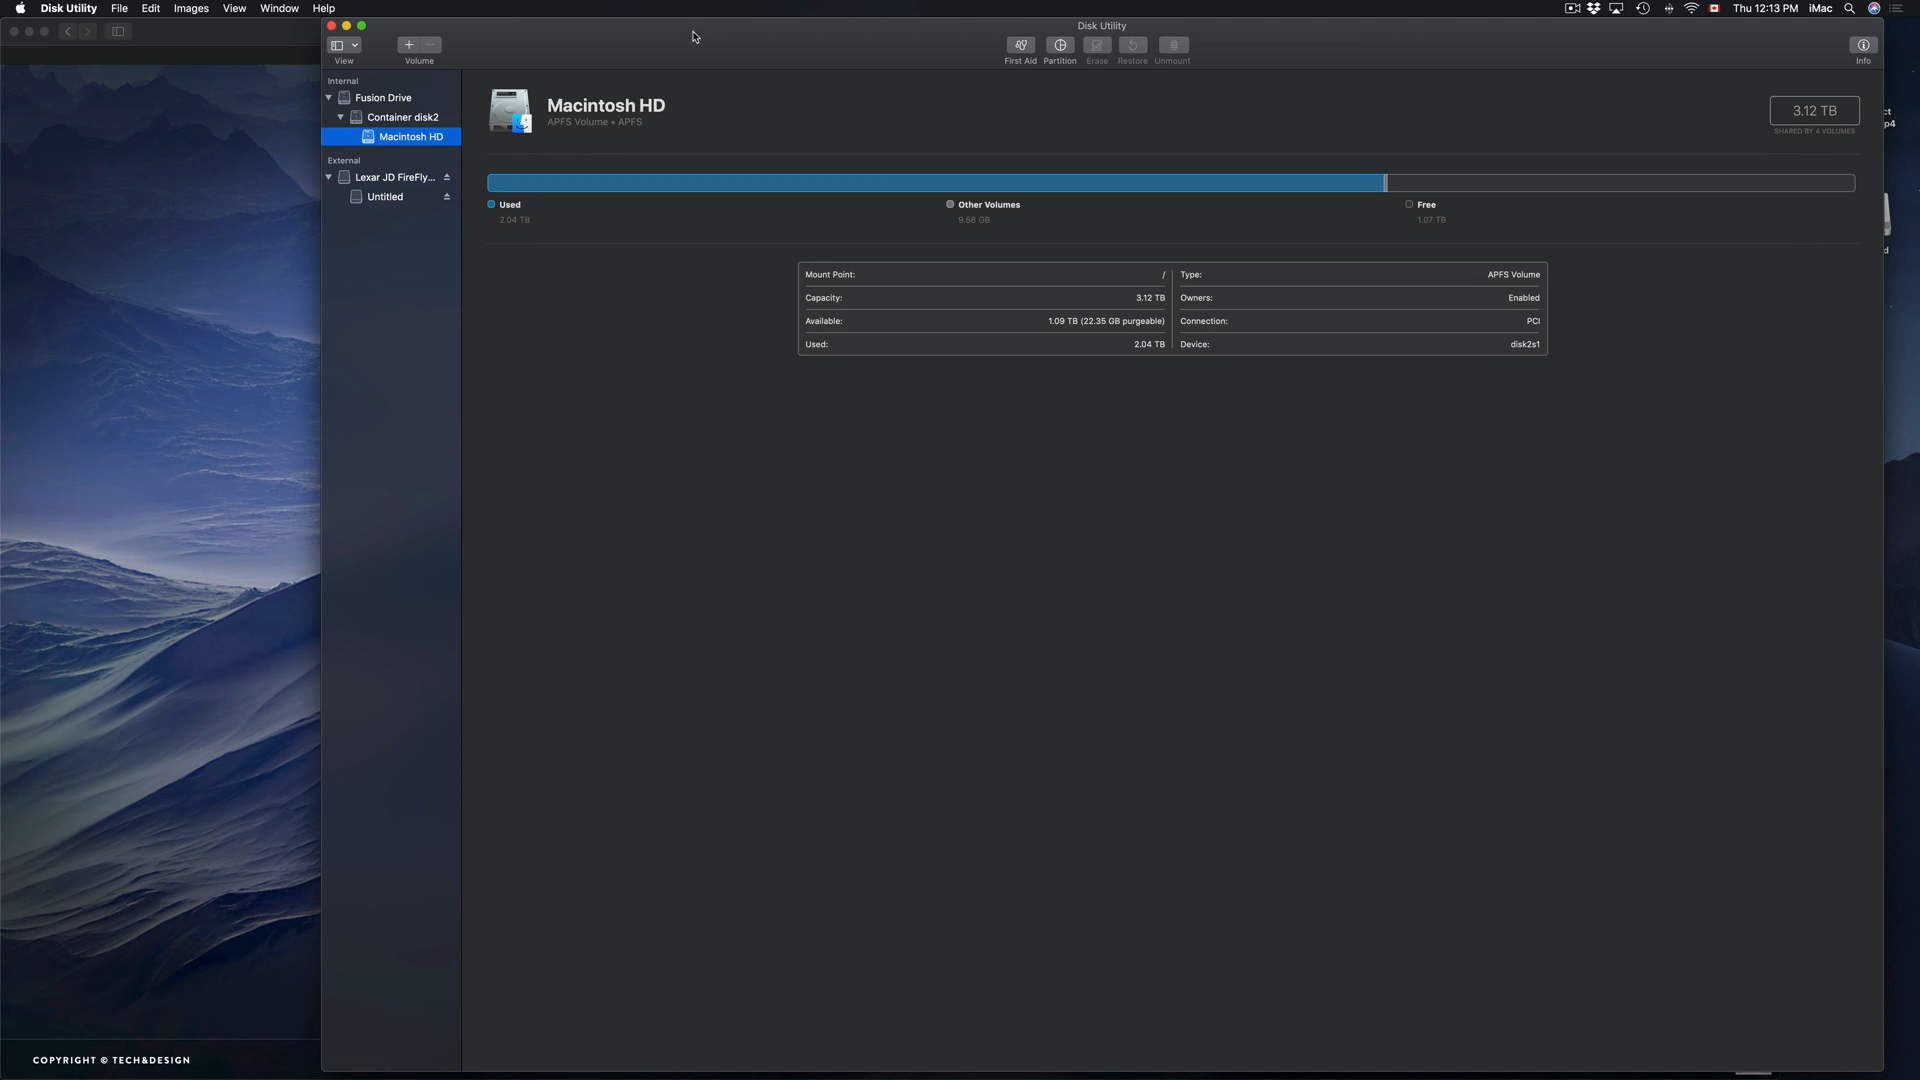 Disk Utility File Edit Images View Window Help
Thu 12:13 PM iMac
Disk Utility
View
Volume
First Aid Partition Erase Restore Unmount
Info
Internal
Fusion Drive
Container disk2
Macintosh HD
External
Lexar JD FireFly...
Untitled
Macintosh HD
APFS Volume • APFS
3.12 TB
SHARED BY 4 VOLUMES
Used
2.04 TB
Other Volumes
9.58 GB
Free
1.07 TB
Mount Point: /
Capacity: 3.12 TB
Available: 1.09 TB (22.35 GB purgeable)
Used: 2.04 TB
Type: APFS Volume
Owners: Enabled
Connection: PCI
Device: disk2s1
ct
p4
d
COPYRIGHT © TECH&DESIGN